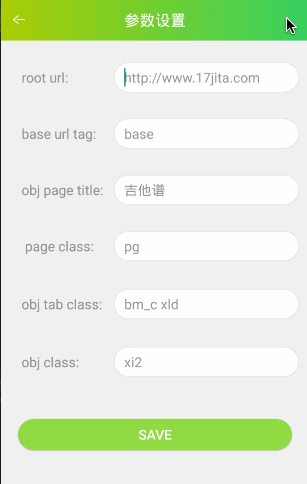 参数设置
root url: http://www.17jita.com
base url tag: base
obj page title: 吉他谱
page class: pg
obj tab class: bm_c xld
obj class: xi2
SAVE